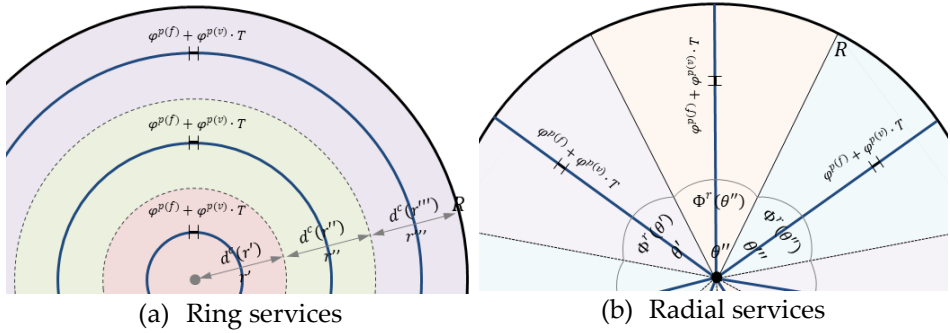 φ^{p(f)} + φ^{p(v)} · T
φ^{p(f)} + φ^{p(v)} · T
φ^{p(f)} + φ^{p(v)} · T
d^c(r')
r'
d^c(r'')
r''
d^c(r''')
r'''
R
(a) Ring services
φ^{p(f)} + φ^{p(v)} · T
φ^{p(f)} + φ^{p(v)} · T
φ^{p(f)} + φ^{p(v)} · T
R
Φ^r(θ')
θ'
Φ^r(θ'')
θ''
Φ^r(θ''')
θ'''
(b) Radial services